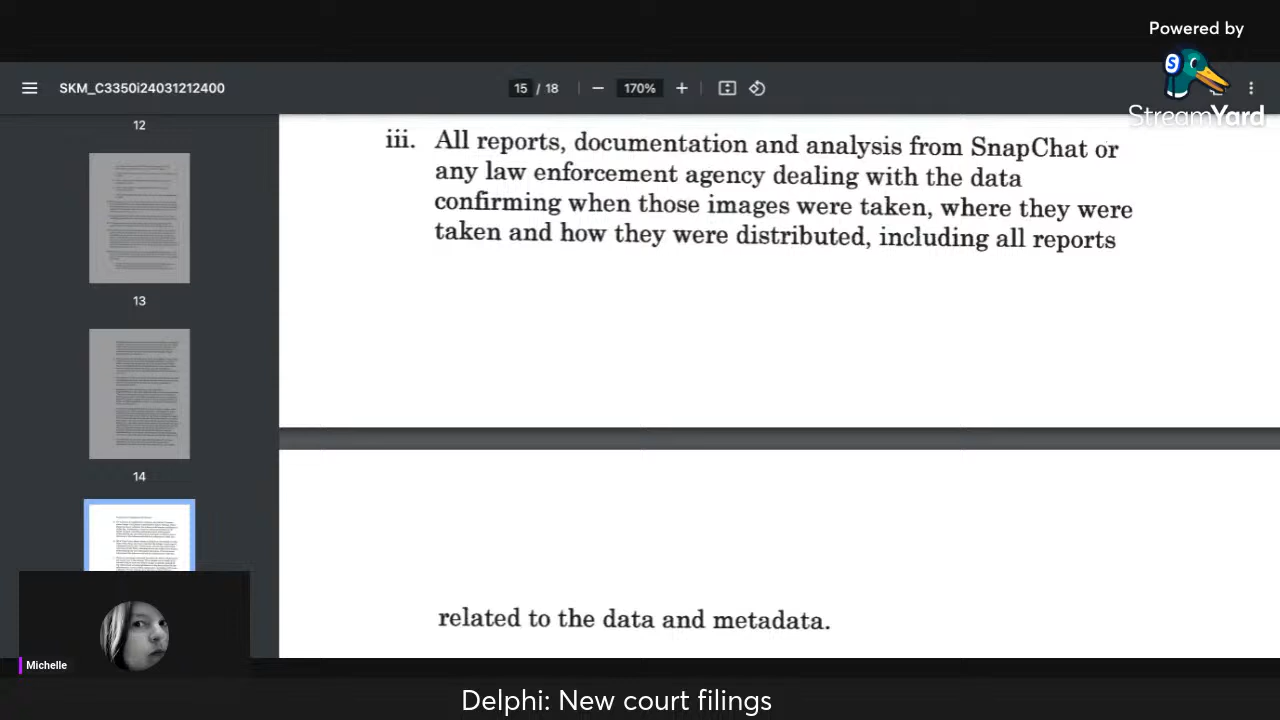 Powered by
StreamYard
SKM_C3350i24031212400
15 / 18
170%
12
13
14
iii. All reports, documentation and analysis from SnapChat or
any law enforcement agency dealing with the data
confirming when those images were taken, where they were
taken and how they were distributed, including all reports
related to the data and metadata.
Michelle
Delphi: New court filings